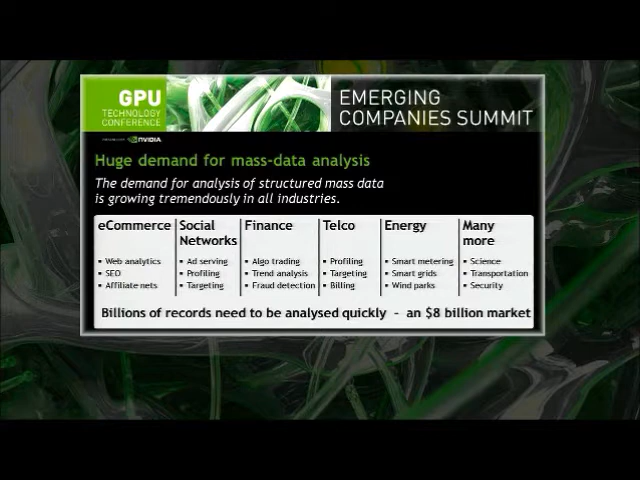 GPU
TECHNOLOGY
CONFERENCE
EMERGING
COMPANIES SUMMIT
NVIDIA
Huge demand for mass-data analysis
The demand for analysis of structured mass data
is growing tremendously in all industries.
eCommerce
▪ Web analytics
▪ SEO
▪ Affiliate nets
Social
Networks
▪ Ad serving
▪ Profiling
▪ Targeting
Finance
▪ Algo trading
▪ Trend analysis
▪ Fraud detection
Telco
▪ Profiling
▪ Targeting
▪ Billing
Energy
▪ Smart metering
▪ Smart grids
▪ Wind parks
Many
more
▪ Science
▪ Transportation
▪ Security
Billions of records need to be analysed quickly - an $8 billion market